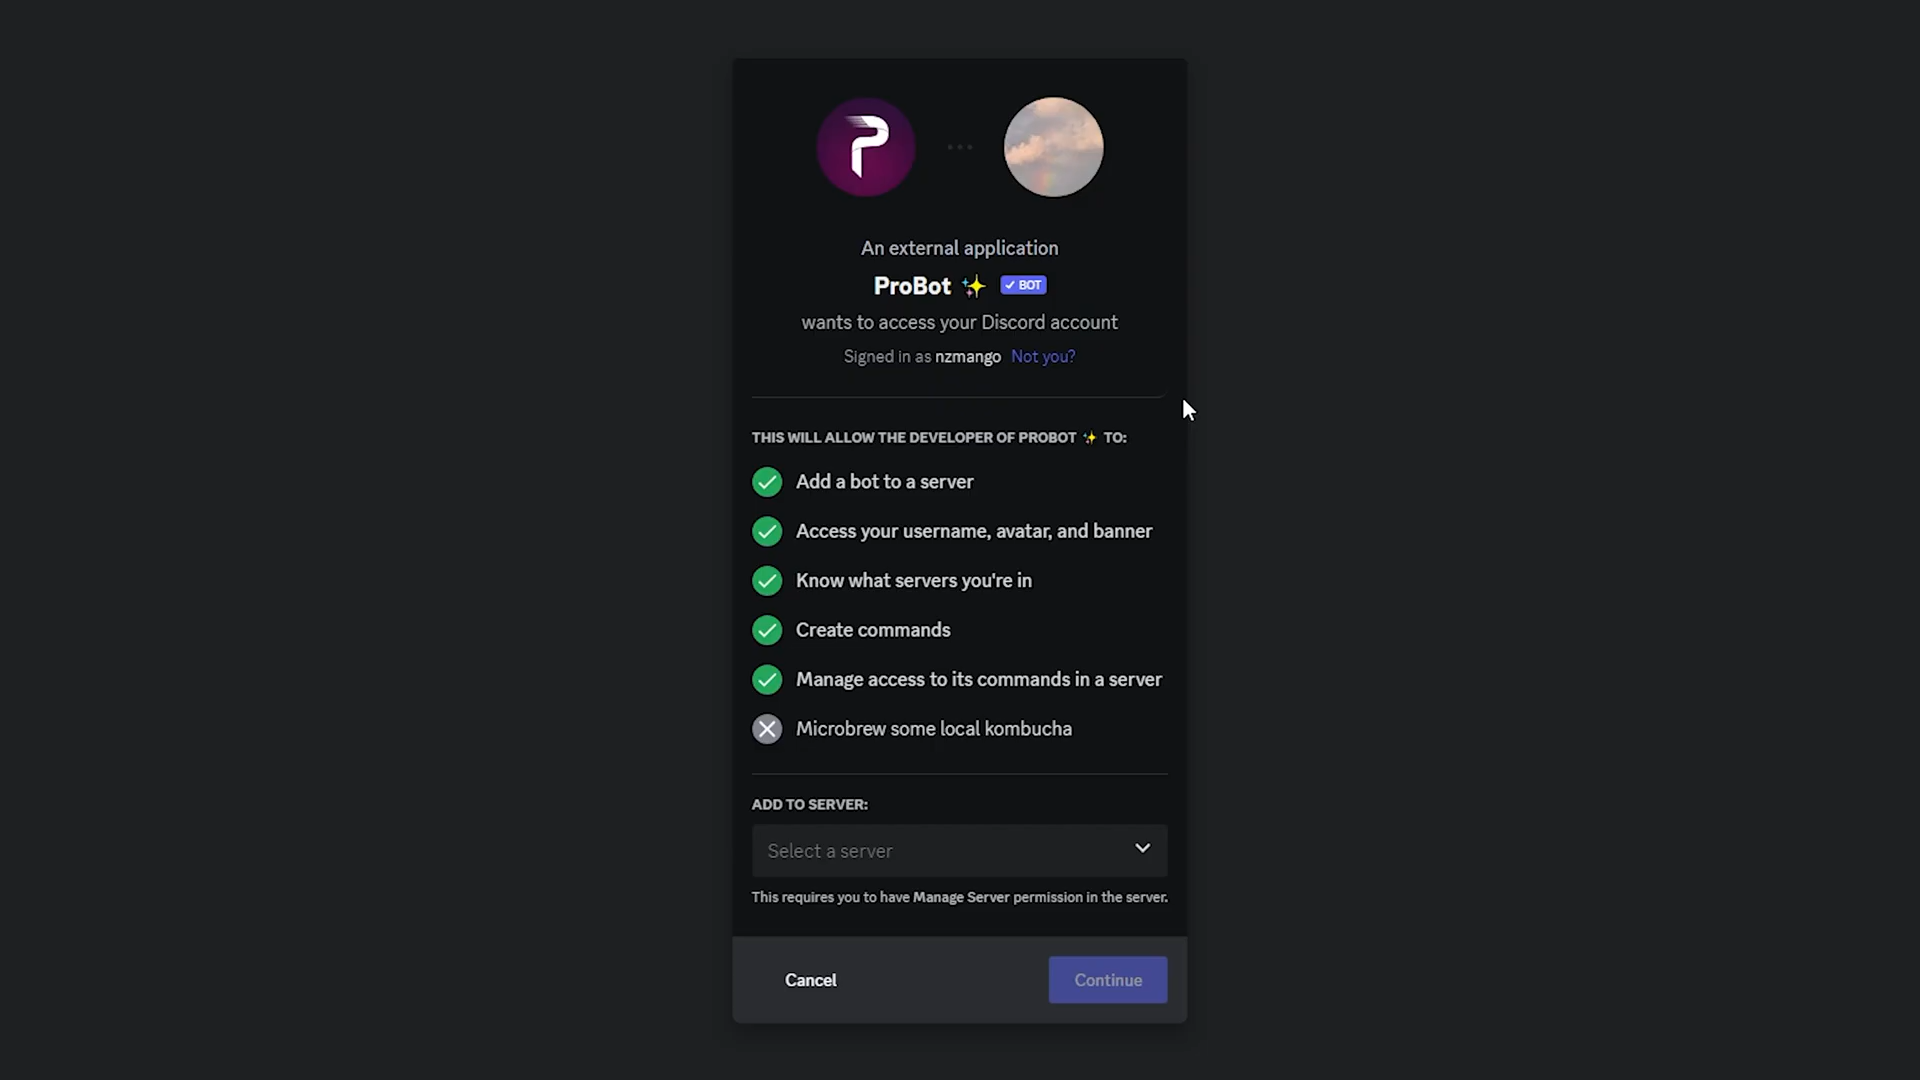 An external application
ProBot ✨ ✓ BOT
wants to access your Discord account
Signed in as nzmango Not you?
THIS WILL ALLOW THE DEVELOPER OF PROBOT ✨ TO:
Add a bot to a server
Access your username, avatar, and banner
Know what servers you're in
Create commands
Manage access to its commands in a server
Microbrew some local kombucha
ADD TO SERVER:
Select a server
This requires you to have Manage Server permission in the server.
Cancel
Continue